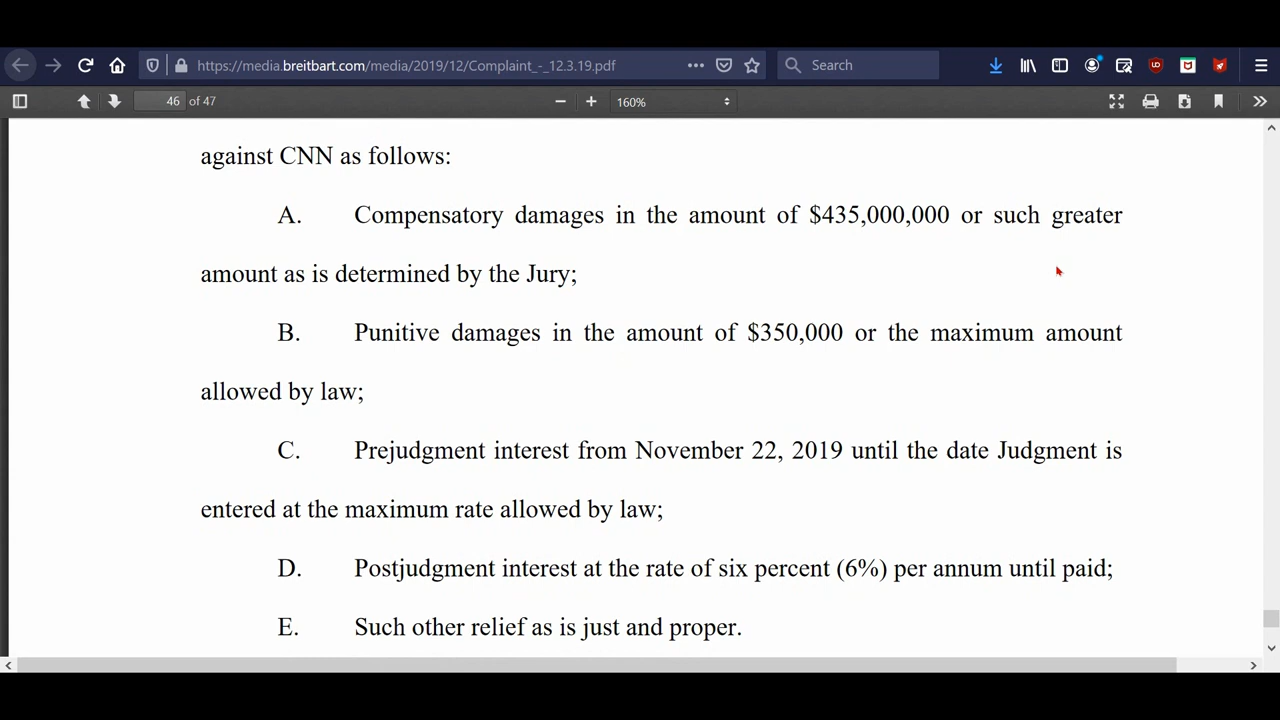 https://media.breitbart.com/media/2019/12/Complaint_-_12.3.19.pdf
Search
46 of 47
160%
against CNN as follows:
A. Compensatory damages in the amount of $435,000,000 or such greater
amount as is determined by the Jury;
B. Punitive damages in the amount of $350,000 or the maximum amount
allowed by law;
C. Prejudgment interest from November 22, 2019 until the date Judgment is
entered at the maximum rate allowed by law;
D. Postjudgment interest at the rate of six percent (6%) per annum until paid;
E. Such other relief as is just and proper.